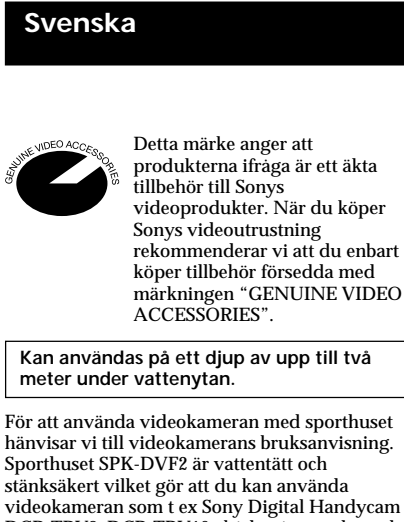 Svenska
GENUINE VIDEO ACCESSORIES
Detta märke anger att
produkterna ifråga är ett äkta
tillbehör till Sonys
videoprodukter. När du köper
Sonys videoutrustning
rekommenderar vi att du enbart
köper tillbehör försedda med
märkningen “GENUINE VIDEO
ACCESSORIES”.
Kan användas på ett djup av upp till två
meter under vattenytan.
För att använda videokameran med sporthuset
hänvisar vi till videokamerans bruksanvisning.
Sporthuset SPK-DVF2 är vattentätt och
stänksäkert vilket gör att du kan använda
videokameran som t ex Sony Digital Handycam